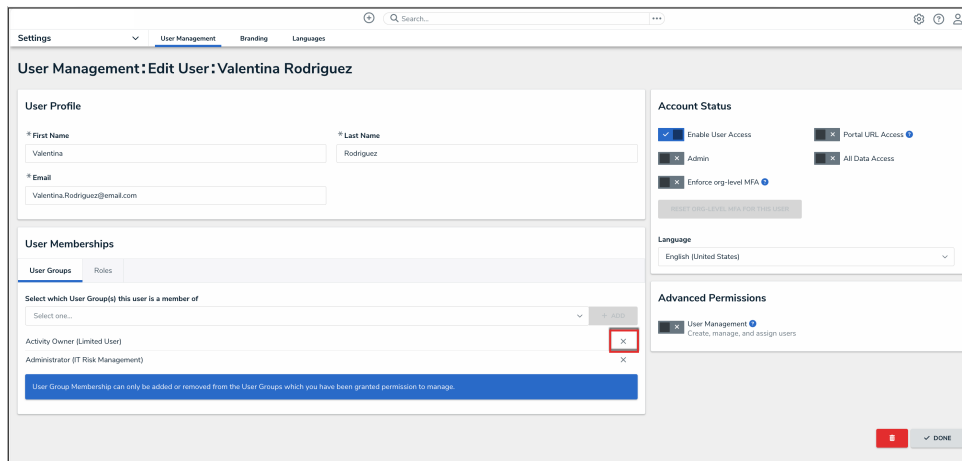 Search...
Settings
User Management
Branding
Languages
User Management: Edit User: Valentina Rodriguez
User Profile
* First Name
* Last Name
Valentina
Rodriguez
* Email
Valentina.Rodriguez@email.com
User Memberships
User Groups
Roles
Select which User Group(s) this user is a member of
Select one...
+ ADD
Activity Owner (Limited User)
Administrator (IT Risk Management)
User Group Membership can only be added or removed from the User Groups which you have been granted permission to manage.
Account Status
Enable User Access
Portal URL Access
Admin
All Data Access
Enforce org-level MFA
RESET ORG-LEVEL MFA FOR THIS USER
Language
English (United States)
Advanced Permissions
User Management
Create, manage, and assign users
DONE